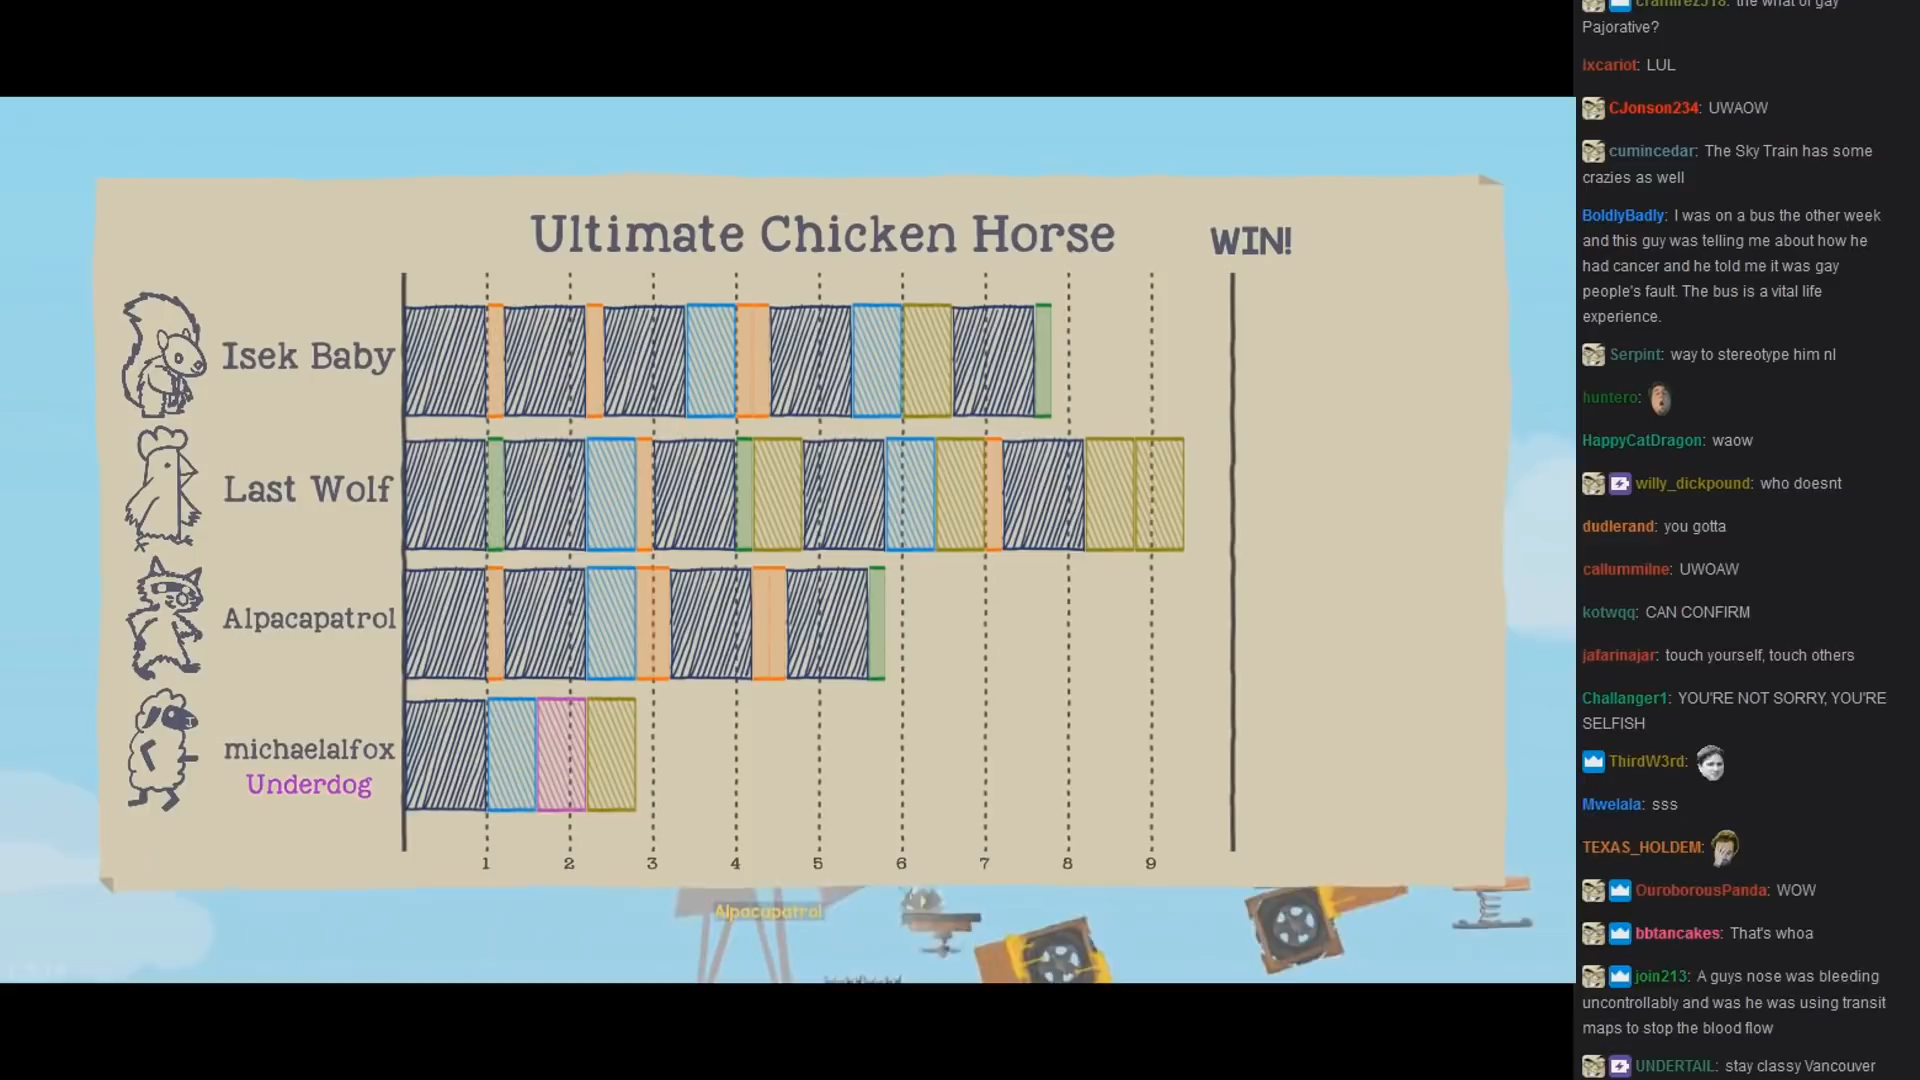 Ultimate Chicken Horse
WIN!
Isek Baby
Last Wolf
Alpacapatrol
michaelalfox
Underdog
1 2 3 4 5 6 7 8 9
Alpacapatrol
cramirez318: the what of gay
Pajorative?
ixcariot: LUL
CJonson234: UWAOW
cumincedar: The Sky Train has some
crazies as well
BoldlyBadly: I was on a bus the other week
and this guy was telling me about how he
had cancer and he told me it was gay
people's fault. The bus is a vital life
experience.
Serpint: way to stereotype him nl
huntero:
HappyCatDragon: waow
willy_dickpound: who doesnt
dudlerand: you gotta
callummilne: UWOAW
kotwqq: CAN CONFIRM
jafarinajar: touch yourself, touch others
Challanger1: YOU'RE NOT SORRY, YOU'RE
SELFISH
ThirdW3rd:
Mwelala: sss
TEXAS_HOLDEM:
OuroborousPanda: WOW
bbtancakes: That's whoa
join213: A guys nose was bleeding
uncontrollably and was he was using transit
maps to stop the blood flow
UNDERTAIL: stay classy Vancouver